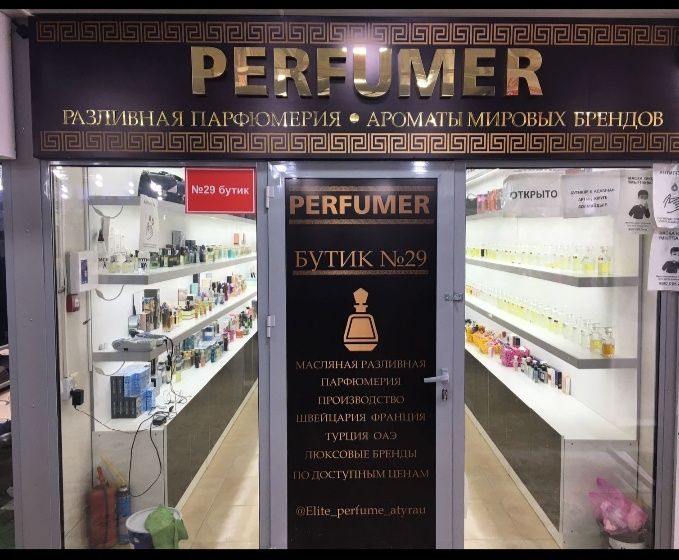 PERFUMER
РАЗЛИВНАЯ ПАРФЮМЕРИЯ • АРОМАТЫ МИРОВЫХ БРЕНДОВ
№29 бутик
ОТКРЫТО
PERFUMER
БУТИК №29
МАСЛЯНАЯ РАЗЛИВНАЯ
ПАРФЮМЕРИЯ
ПРОИЗВОДСТВО
ШВЕЙЦАРИЯ ФРАНЦИЯ
ТУРЦИЯ ОАЭ
ЛЮКСОВЫЕ БРЕНДЫ
ПО ДОСТУПНЫМ ЦЕНАМ
@Elite_perfume_atyrau